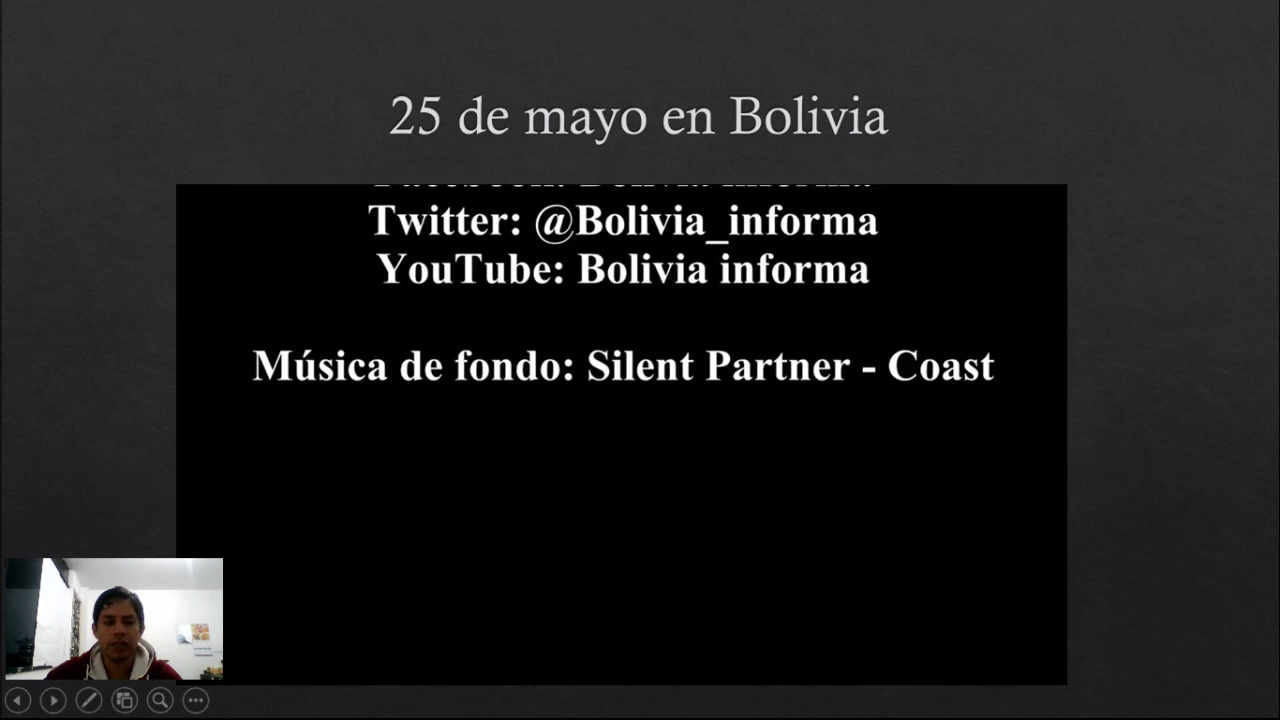 25 de mayo en Bolivia
Twitter: @Bolivia_informa
YouTube: Bolivia informa
Música de fondo: Silent Partner - Coast